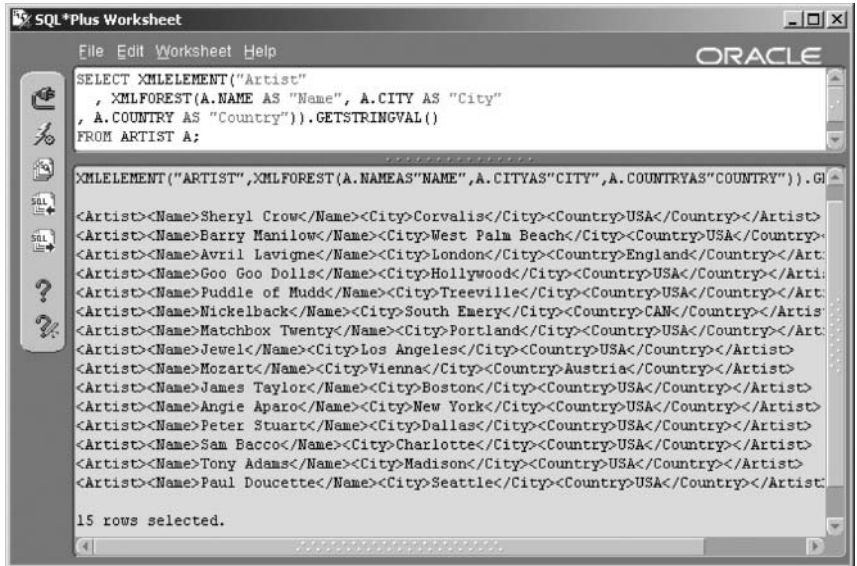 SQL*Plus Worksheet
File Edit Worksheet Help
ORACLE
SELECT XMLELEMENT("Artist"
, XMLFOREST(A.NAME AS "Name", A.CITY AS "City"
, A.COUNTRY AS "Country")).GETSTRINGVAL()
FROM ARTIST A;
XMLELEMENT("ARTIST",XMLFOREST(A.NAMEAS"NAME",A.CITYAS"CITY",A.COUNTRYAS"COUNTRY")).GE
<Artist><Name>Sheryl Crow</Name><City>Corvalis</City><Country>USA</Country></Artist>
<Artist><Name>Barry Manilow</Name><City>West Palm Beach</City><Country>USA</Country><
<Artist><Name>Avril Lavigne</Name><City>London</City><Country>England</Country></Art
<Artist><Name>Goo Goo Dolls</Name><City>Hollywood</City><Country>USA</Country></Artis
<Artist><Name>Puddle of Mudd</Name><City>Treeville</City><Country>USA</Country></Art
<Artist><Name>Nickelback</Name><City>South Emery</City><Country>CAN</Country></Artis
<Artist><Name>Matchbox Twenty</Name><City>Portland</City><Country>USA</Country></Art
<Artist><Name>Jewel</Name><City>Los Angeles</City><Country>USA</Country></Artist>
<Artist><Name>Mozart</Name><City>Vienna</City><Country>Austria</Country></Artist>
<Artist><Name>James Taylor</Name><City>Boston</City><Country>USA</Country></Artist>
<Artist><Name>Angie Aparo</Name><City>New York</City><Country>USA</Country></Artist>
<Artist><Name>Peter Stuart</Name><City>Dallas</City><Country>USA</Country></Artist>
<Artist><Name>Sam Bacco</Name><City>Charlotte</City><Country>USA</Country></Artist>
<Artist><Name>Tony Adams</Name><City>Madison</City><Country>USA</Country></Artist>
<Artist><Name>Paul Doucette</Name><City>Seattle</City><Country>USA</Country></Artist
15 rows selected.